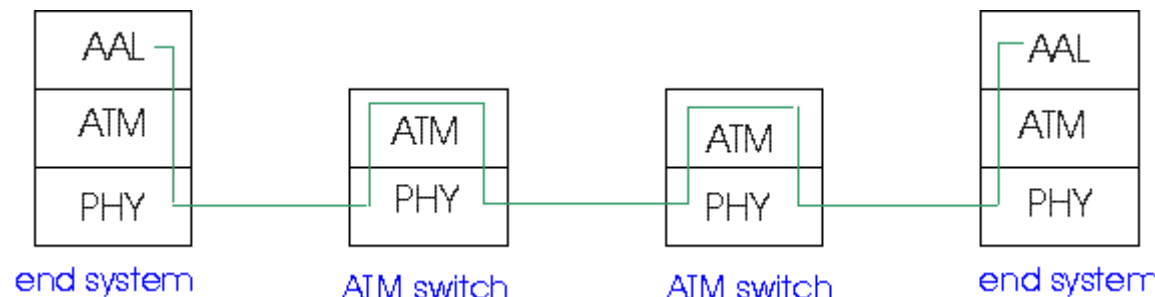 AAL
ATM
PHY
end system
ATM
PHY
ATM switch
ATM
PHY
ATM switch
AAL
ATM
PHY
end system